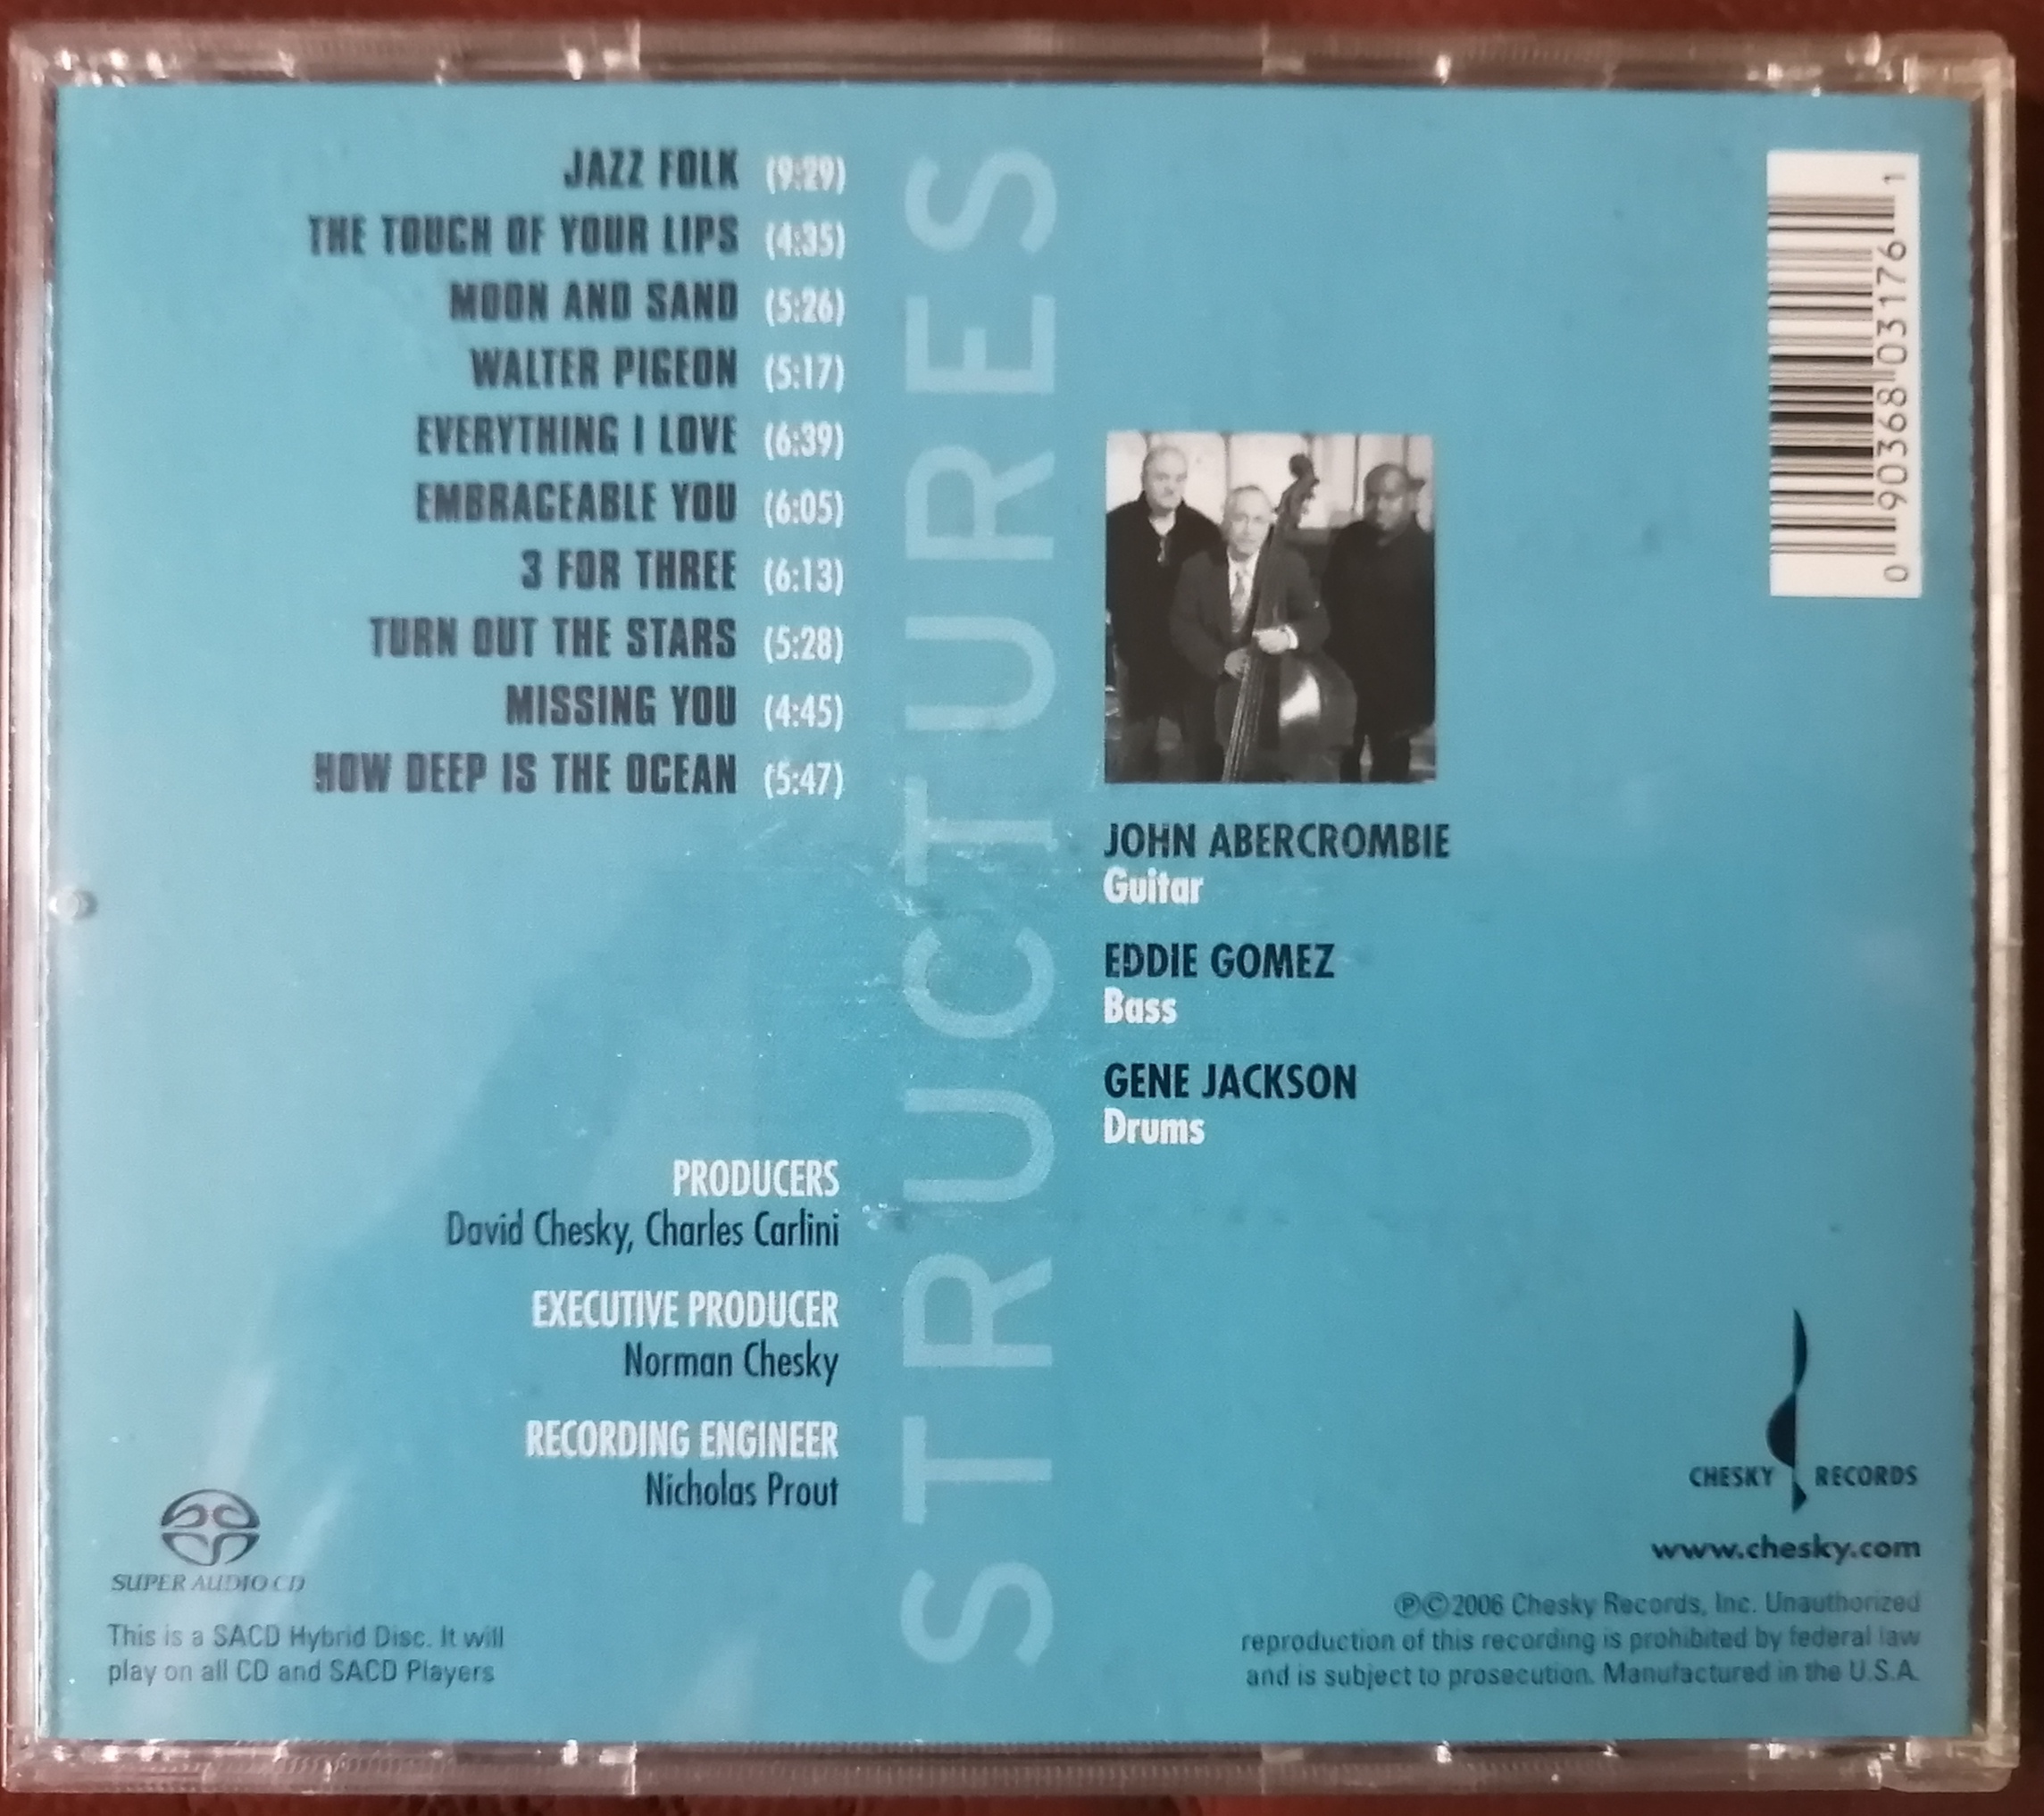 JAZZ FOLK (9:29)
THE TOUCH OF YOUR LIPS (4:35)
MOON AND SAND (5:26)
WALTER PIGEON (5:17)
EVERYTHING I LOVE (6:39)
EMBRACEABLE YOU (6:05)
3 FOR THREE (6:13)
TURN OUT THE STARS (5:28)
MISSING YOU (4:45)
HOW DEEP IS THE OCEAN (5:47)
PRODUCERS
David Chesky, Charles Carlini
EXECUTIVE PRODUCER
Norman Chesky
RECORDING ENGINEER
Nicholas Prout
SUPER AUDIO CD
This is a SACD Hybrid Disc. It will
play on all CD and SACD Players
STRUCTURES
JOHN ABERCROMBIE
Guitar
EDDIE GOMEZ
Bass
GENE JACKSON
Drums
0 90368 03176 1
CHESKY RECORDS
www.chesky.com
℗©2006 Chesky Records, Inc. Unauthorized
reproduction of this recording is prohibited by federal law
and is subject to prosecution. Manufactured in the U.S.A.